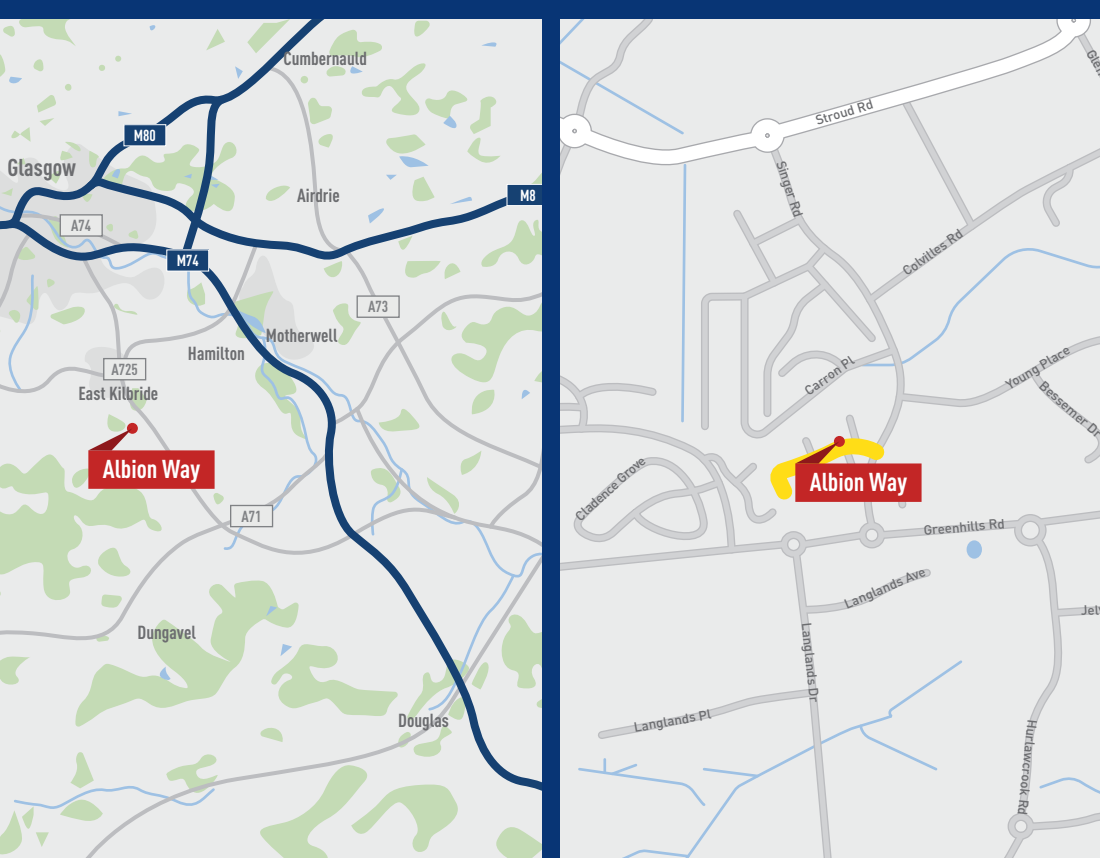 Cumbernauld
M80
Glasgow
Airdrie
M8
A74
M74
A73
Motherwell
Hamilton
A725
East Kilbride
Albion Way
A71
Dungavel
Douglas
Stroud Rd
Singer Rd
Colvilles Rd
Carron Pl
Young Place
Bessemer Dr
Cladence Grove
Albion Way
Greenhills Rd
Langlands Ave
Langlands Dr
Langlands Pl
Hurlawcrook Rd